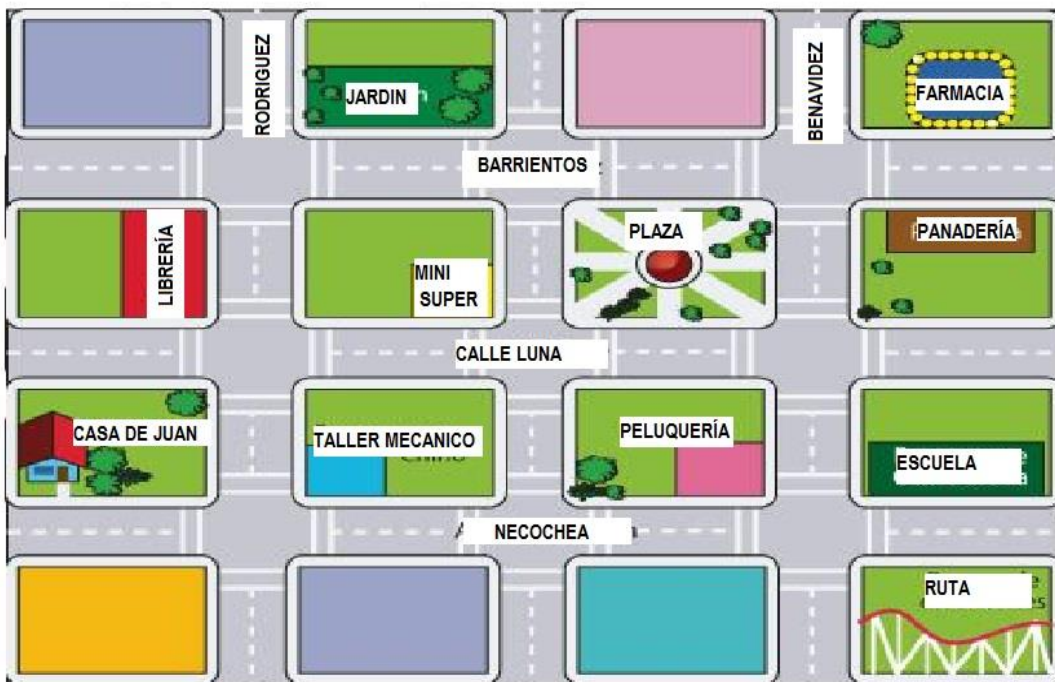 RODRIGUEZ
JARDIN
BENAVIDEZ
FARMACIA
BARRIENTOS
LIBRERÍA
MINI
SUPER
PLAZA
PANADERÍA
CALLE LUNA
CASA DE JUAN
TALLER MECANICO
PELUQUERÍA
ESCUELA
NECOCHEA
RUTA